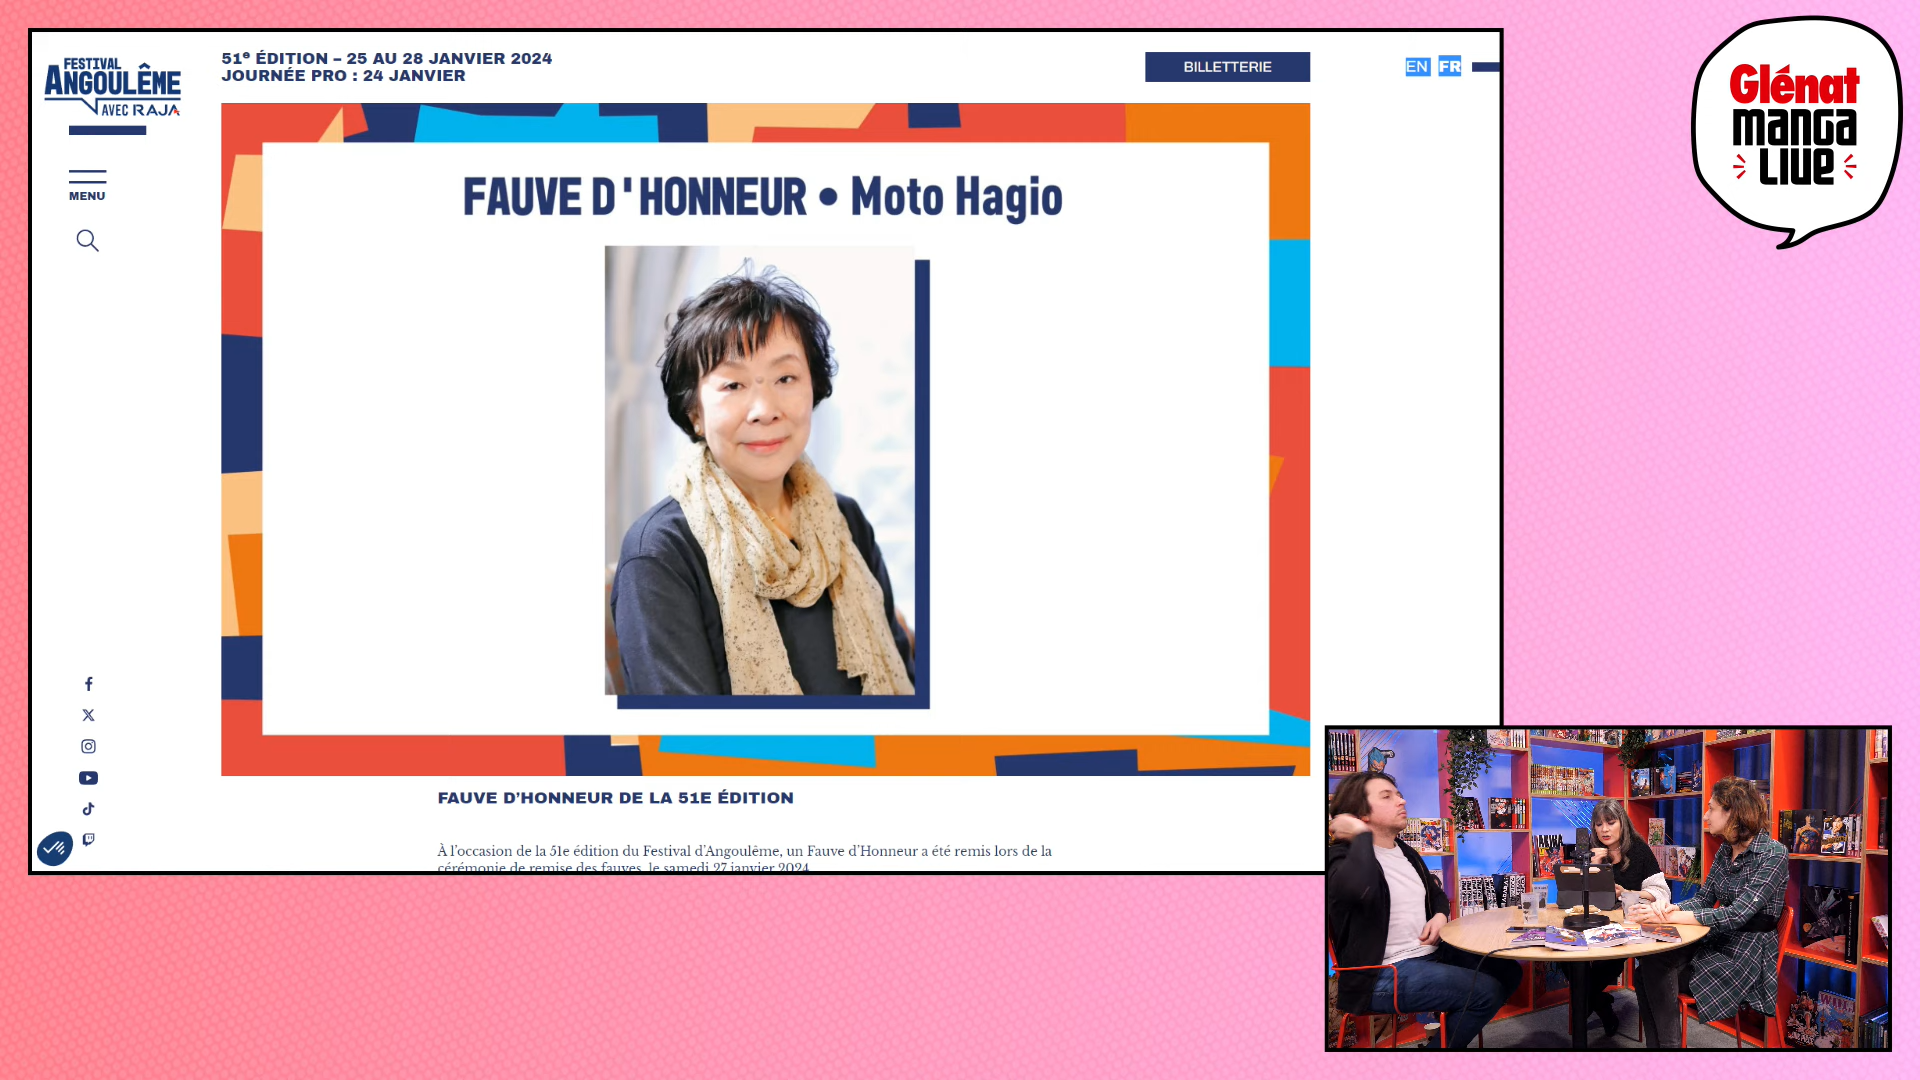 FESTIVAL
ANGOULÊME
AVEC RAJA
51ᵉ ÉDITION – 25 AU 28 JANVIER 2024
JOURNÉE PRO : 24 JANVIER
BILLETTERIE
EN FR
MENU
FAUVE D'HONNEUR • Moto Hagio
FAUVE D’HONNEUR DE LA 51E ÉDITION
À l’occasion de la 51e édition du Festival d’Angoulême, un Fauve d’Honneur a été remis lors de la
cérémonie de remise des fauves, le samedi 27 janvier 2024
Glénat
manga
LIVE